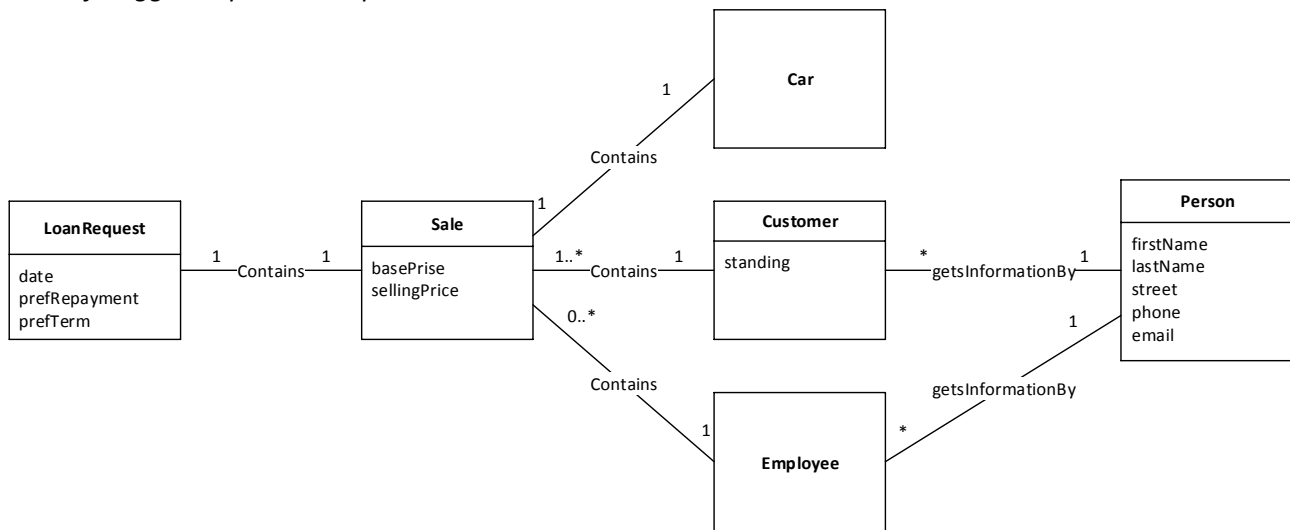 Car
1
Contains
1
LoanRequest
date
prefRepayment
prefTerm
1
Contains
1
Sale
basePrise
sellingPrice
1..*
Contains
1
Customer
standing
*
getsInformationBy
1
Person
firstName
lastName
street
phone
email
0..*
Contains
1
Employee
*
getsInformationBy
1